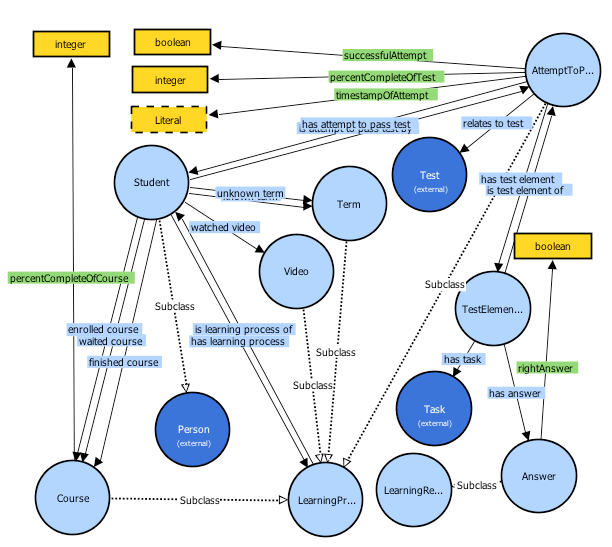 integer
boolean
successfulAttempt
AttemptToP...
integer
percentCompleteOfTest
timestampOfAttempt
Literal
has attempt to pass test
is attempt to pass test by
relates to test
Test
(external)
Student
has test element
is test element of
unknown term
known term
Term
watched video
boolean
Video
percentCompleteOfCourse
Subclass
Subclass
TestElemen...
enrolled course
is learning process of
waited course
has learning process
Subclass
finished course
has task
rightAnswer
Subclass
has answer
Person
(external)
Task
(external)
Course
Subclass
LearningPr...
LearningRe...
Subclass
Answer